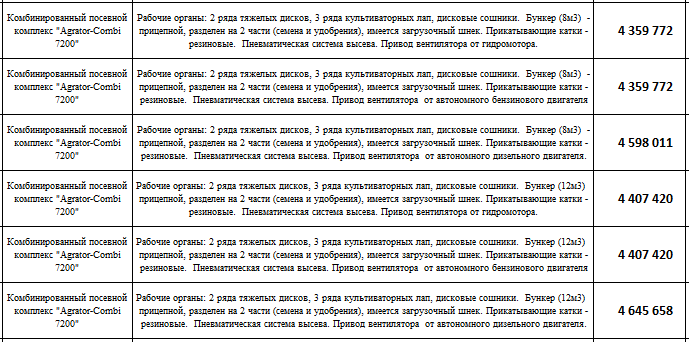 Комбинированный посевной
комплекс "Agrator-Combi
7200"
Рабочие органы: 2 ряда тяжелых дисков, 3 ряда культиваторных лап, дисковые сошники. Бункер (8м3) -
прицепной, разделен на 2 части (семена и удобрения), имеется загрузочный шнек. Прикатывающие катки -
резиновые. Пневматическая система высева. Привод вентилятора от гидромотора.
4 359 772
Комбинированный посевной
комплекс "Agrator-Combi
7200"
Рабочие органы: 2 ряда тяжелых дисков, 3 ряда культиваторных лап, дисковые сошники. Бункер (8м3) -
прицепной, разделен на 2 части (семена и удобрения), имеется загрузочный шнек. Прикатывающие катки -
резиновые. Пневматическая система высева. Привод вентилятора от автономного бензинового двигателя
4 359 772
Комбинированный посевной
комплекс "Agrator-Combi
7200"
Рабочие органы: 2 ряда тяжелых дисков, 3 ряда культиваторных лап, дисковые сошники. Бункер (8м3) -
прицепной, разделен на 2 части (семена и удобрения), имеется загрузочный шнек. Прикатывающие катки
- резиновые. Пневматическая система высева. Привод вентилятора от автономного дизельного двигателя.
4 598 011
Комбинированный посевной
комплекс "Agrator-Combi
7200"
Рабочие органы: 2 ряда тяжелых дисков, 3 ряда культиваторных лап, дисковые сошники. Бункер (12м3)
прицепной, разделен на 2 части (семена и удобрения), имеется загрузочный шнек. Прикатывающие катки -
резиновые. Пневматическая система высева. Привод вентилятора от гидромотора.
4 407 420
Комбинированный посевной
комплекс "Agrator-Combi
7200"
Рабочие органы: 2 ряда тяжелых дисков, 3 ряда культиваторных лап, дисковые сошники. Бункер (12м3)
прицепной, разделен на 2 части (семена и удобрения), имеется загрузочный шнек. Прикатывающие катки -
резиновые. Пневматическая система высева. Привод вентилятора от автономного бензинового двигателя
4 407 420
Комбинированный посевной
комплекс "Agrator-Combi
7200"
Рабочие органы: 2 ряда тяжелых дисков, 3 ряда культиваторных лап, дисковые сошники. Бункер (12м3)
прицепной, разделен на 2 части (семена и удобрения), имеется загрузочный шнек. Прикатывающие катки
- резиновые. Пневматическая система высева. Привод вентилятора от автономного дизельного двигателя.
4 645 658